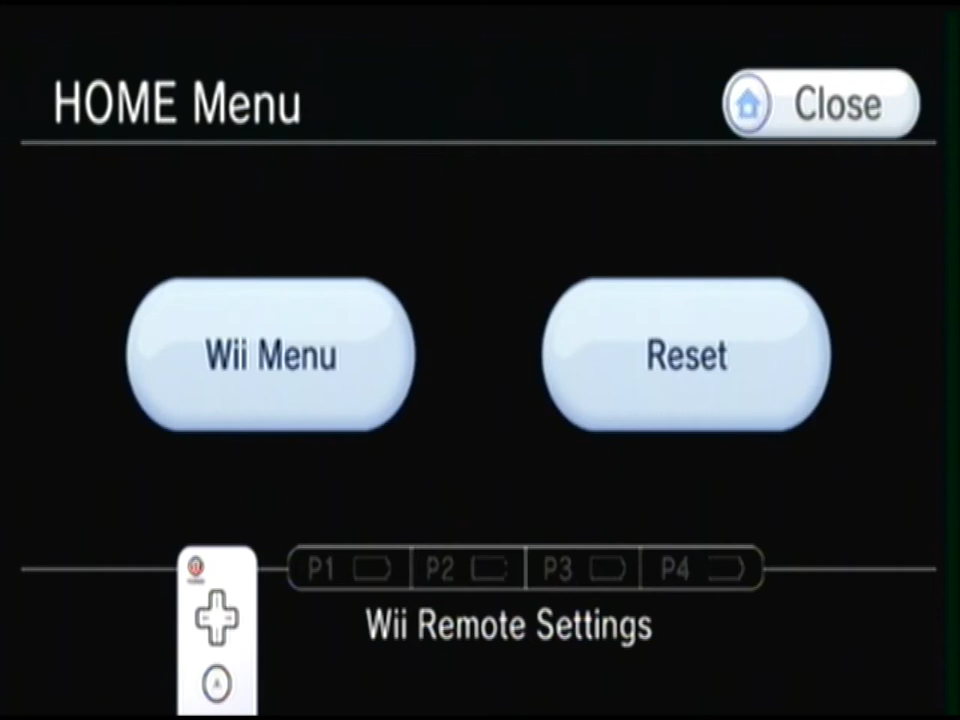 HOME Menu
Close
Wii Menu
Reset
P1 P2 P3 P4
Wii Remote Settings
A